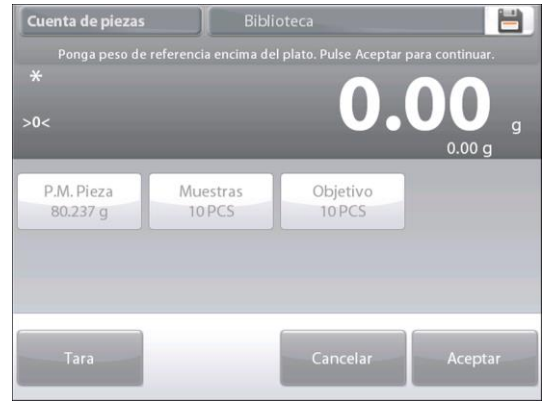 Cuenta de piezas Biblioteca
Ponga peso de referencia encima del plato. Pulse Aceptar para continuar.
*
>0< 0.00 g
0.00 g
P.M. Pieza Muestras Objetivo
80.237 g 10 PCS 10 PCS
Tara Cancelar Aceptar